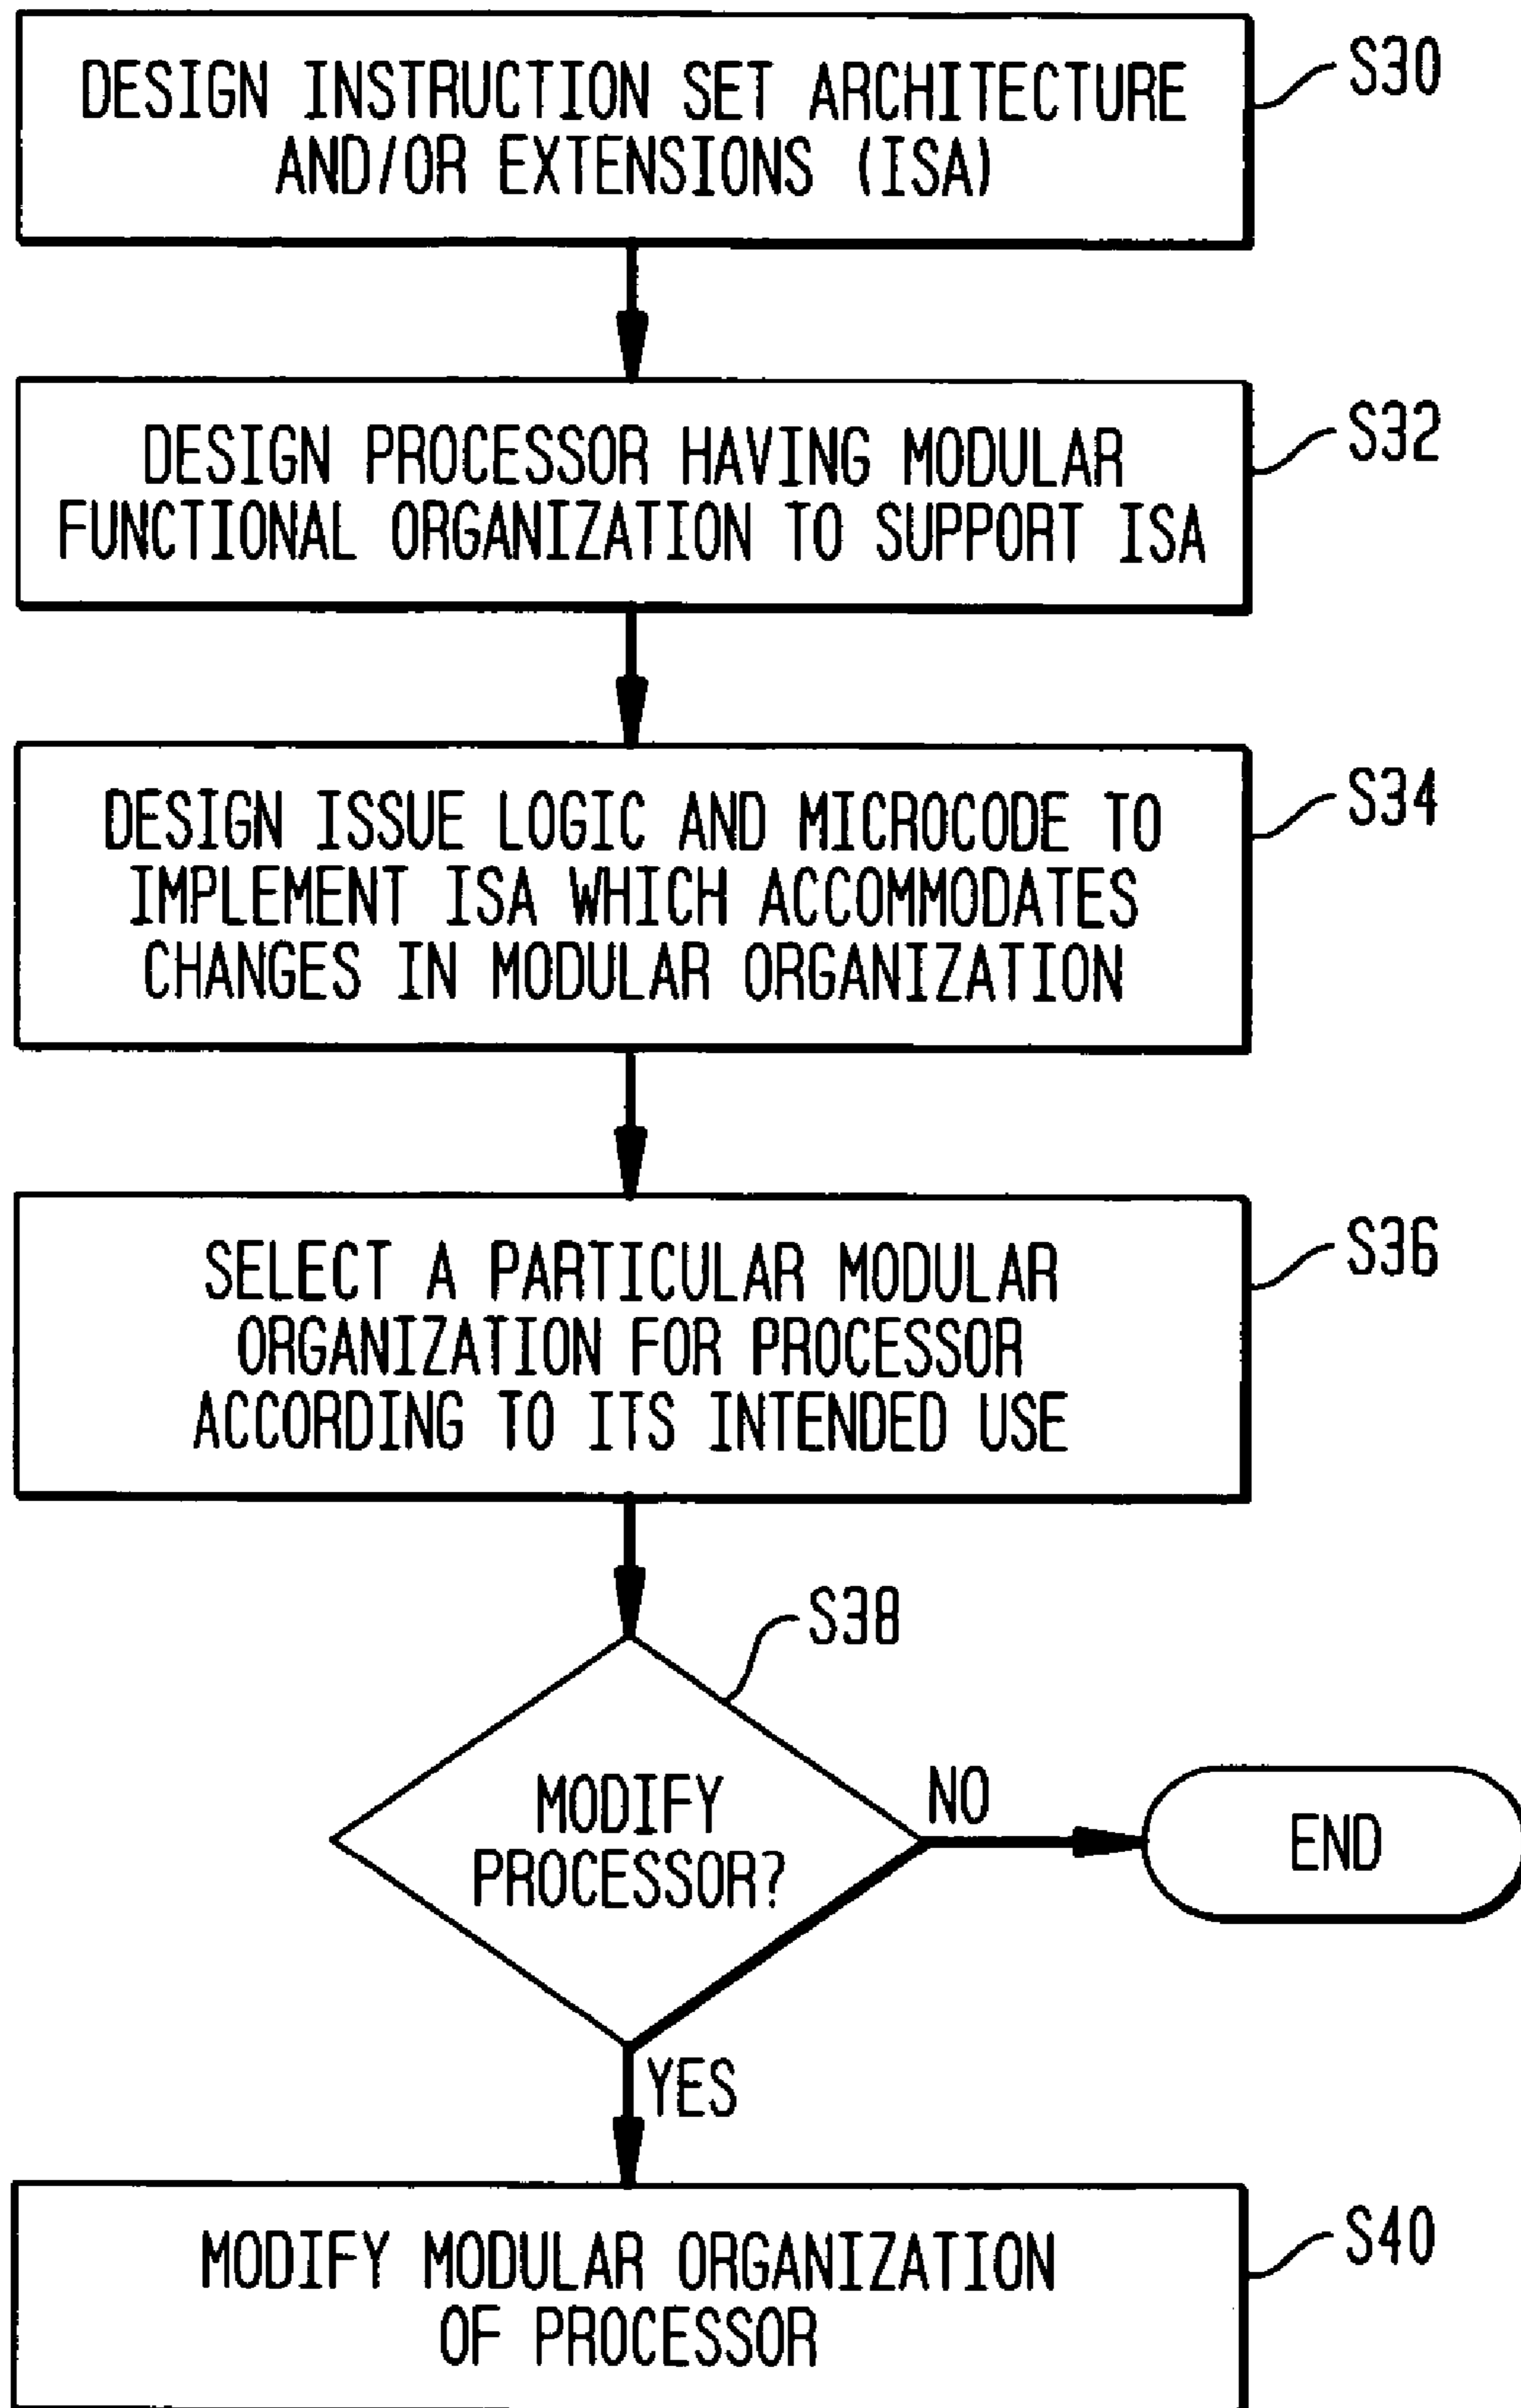 DESIGN INSTRUCTION SET ARCHITECTURE
AND/OR EXTENSIONS (ISA)
S30
DESIGN PROCESSOR HAVING MODULAR
FUNCTIONAL ORGANIZATION TO SUPPORT ISA
S32
DESIGN ISSUE LOGIC AND MICROCODE TO
IMPLEMENT ISA WHICH ACCOMMODATES
CHANGES IN MODULAR ORGANIZATION
S34
SELECT A PARTICULAR MODULAR
ORGANIZATION FOR PROCESSOR
ACCORDING TO ITS INTENDED USE
S36
S38
MODIFY
PROCESSOR?
NO
END
YES
MODIFY MODULAR ORGANIZATION
OF PROCESSOR
S40